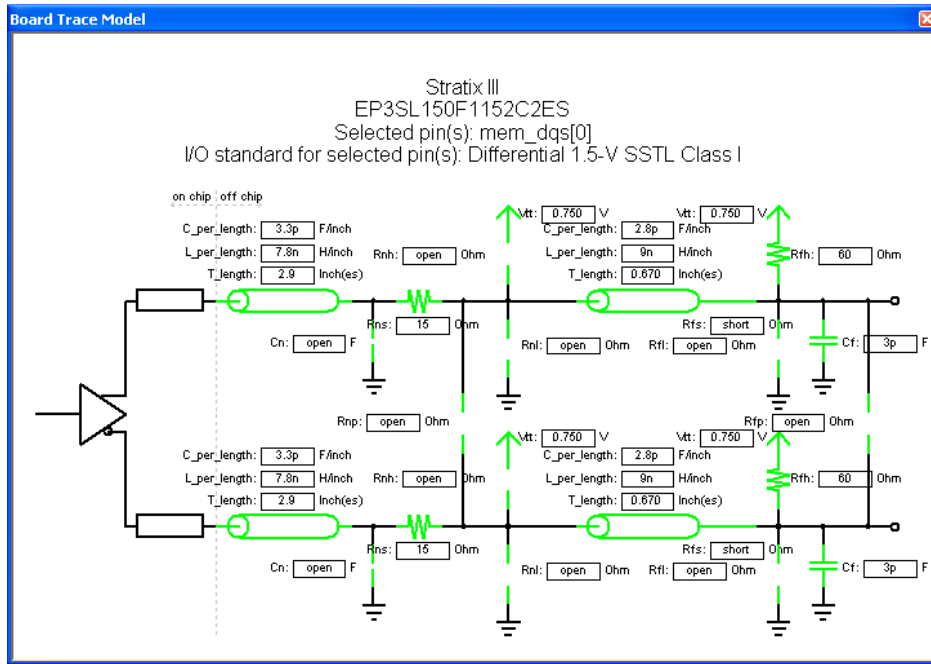 Board Trace Model
Stratix III
EP3SL150F1152C2ES
Selected pin(s): mem_dqs[0]
I/O standard for selected pin(s): Differential 1.5-V SSTL Class I
on chip off chip
Vtt: 0.750 V Vtt: 0.750 V
C_per_length: 3.3p F/inch C_per_length: 2.8p F/inch
L_per_length: 7.8n H/inch Rnh: open Ohm L_per_length: 9n H/inch Rfh: 60 Ohm
T_length: 2.9 Inch(es) T_length: 0.670 Inch(es)
Rns: 15 Ohm Rfs: short Ohm
Cn: open F Rnl: open Ohm Rfl: open Ohm Cf: 3p F
Rnp: open Ohm Rfp: open Ohm
Vtt: 0.750 V Vtt: 0.750 V
C_per_length: 3.3p F/inch C_per_length: 2.8p F/inch
L_per_length: 7.8n H/inch Rnh: open Ohm L_per_length: 9n H/inch Rfh: 60 Ohm
T_length: 2.9 Inch(es) T_length: 0.670 Inch(es)
Rns: 15 Ohm Rfs: short Ohm
Cn: open F Rnl: open Ohm Rfl: open Ohm Cf: 3p F